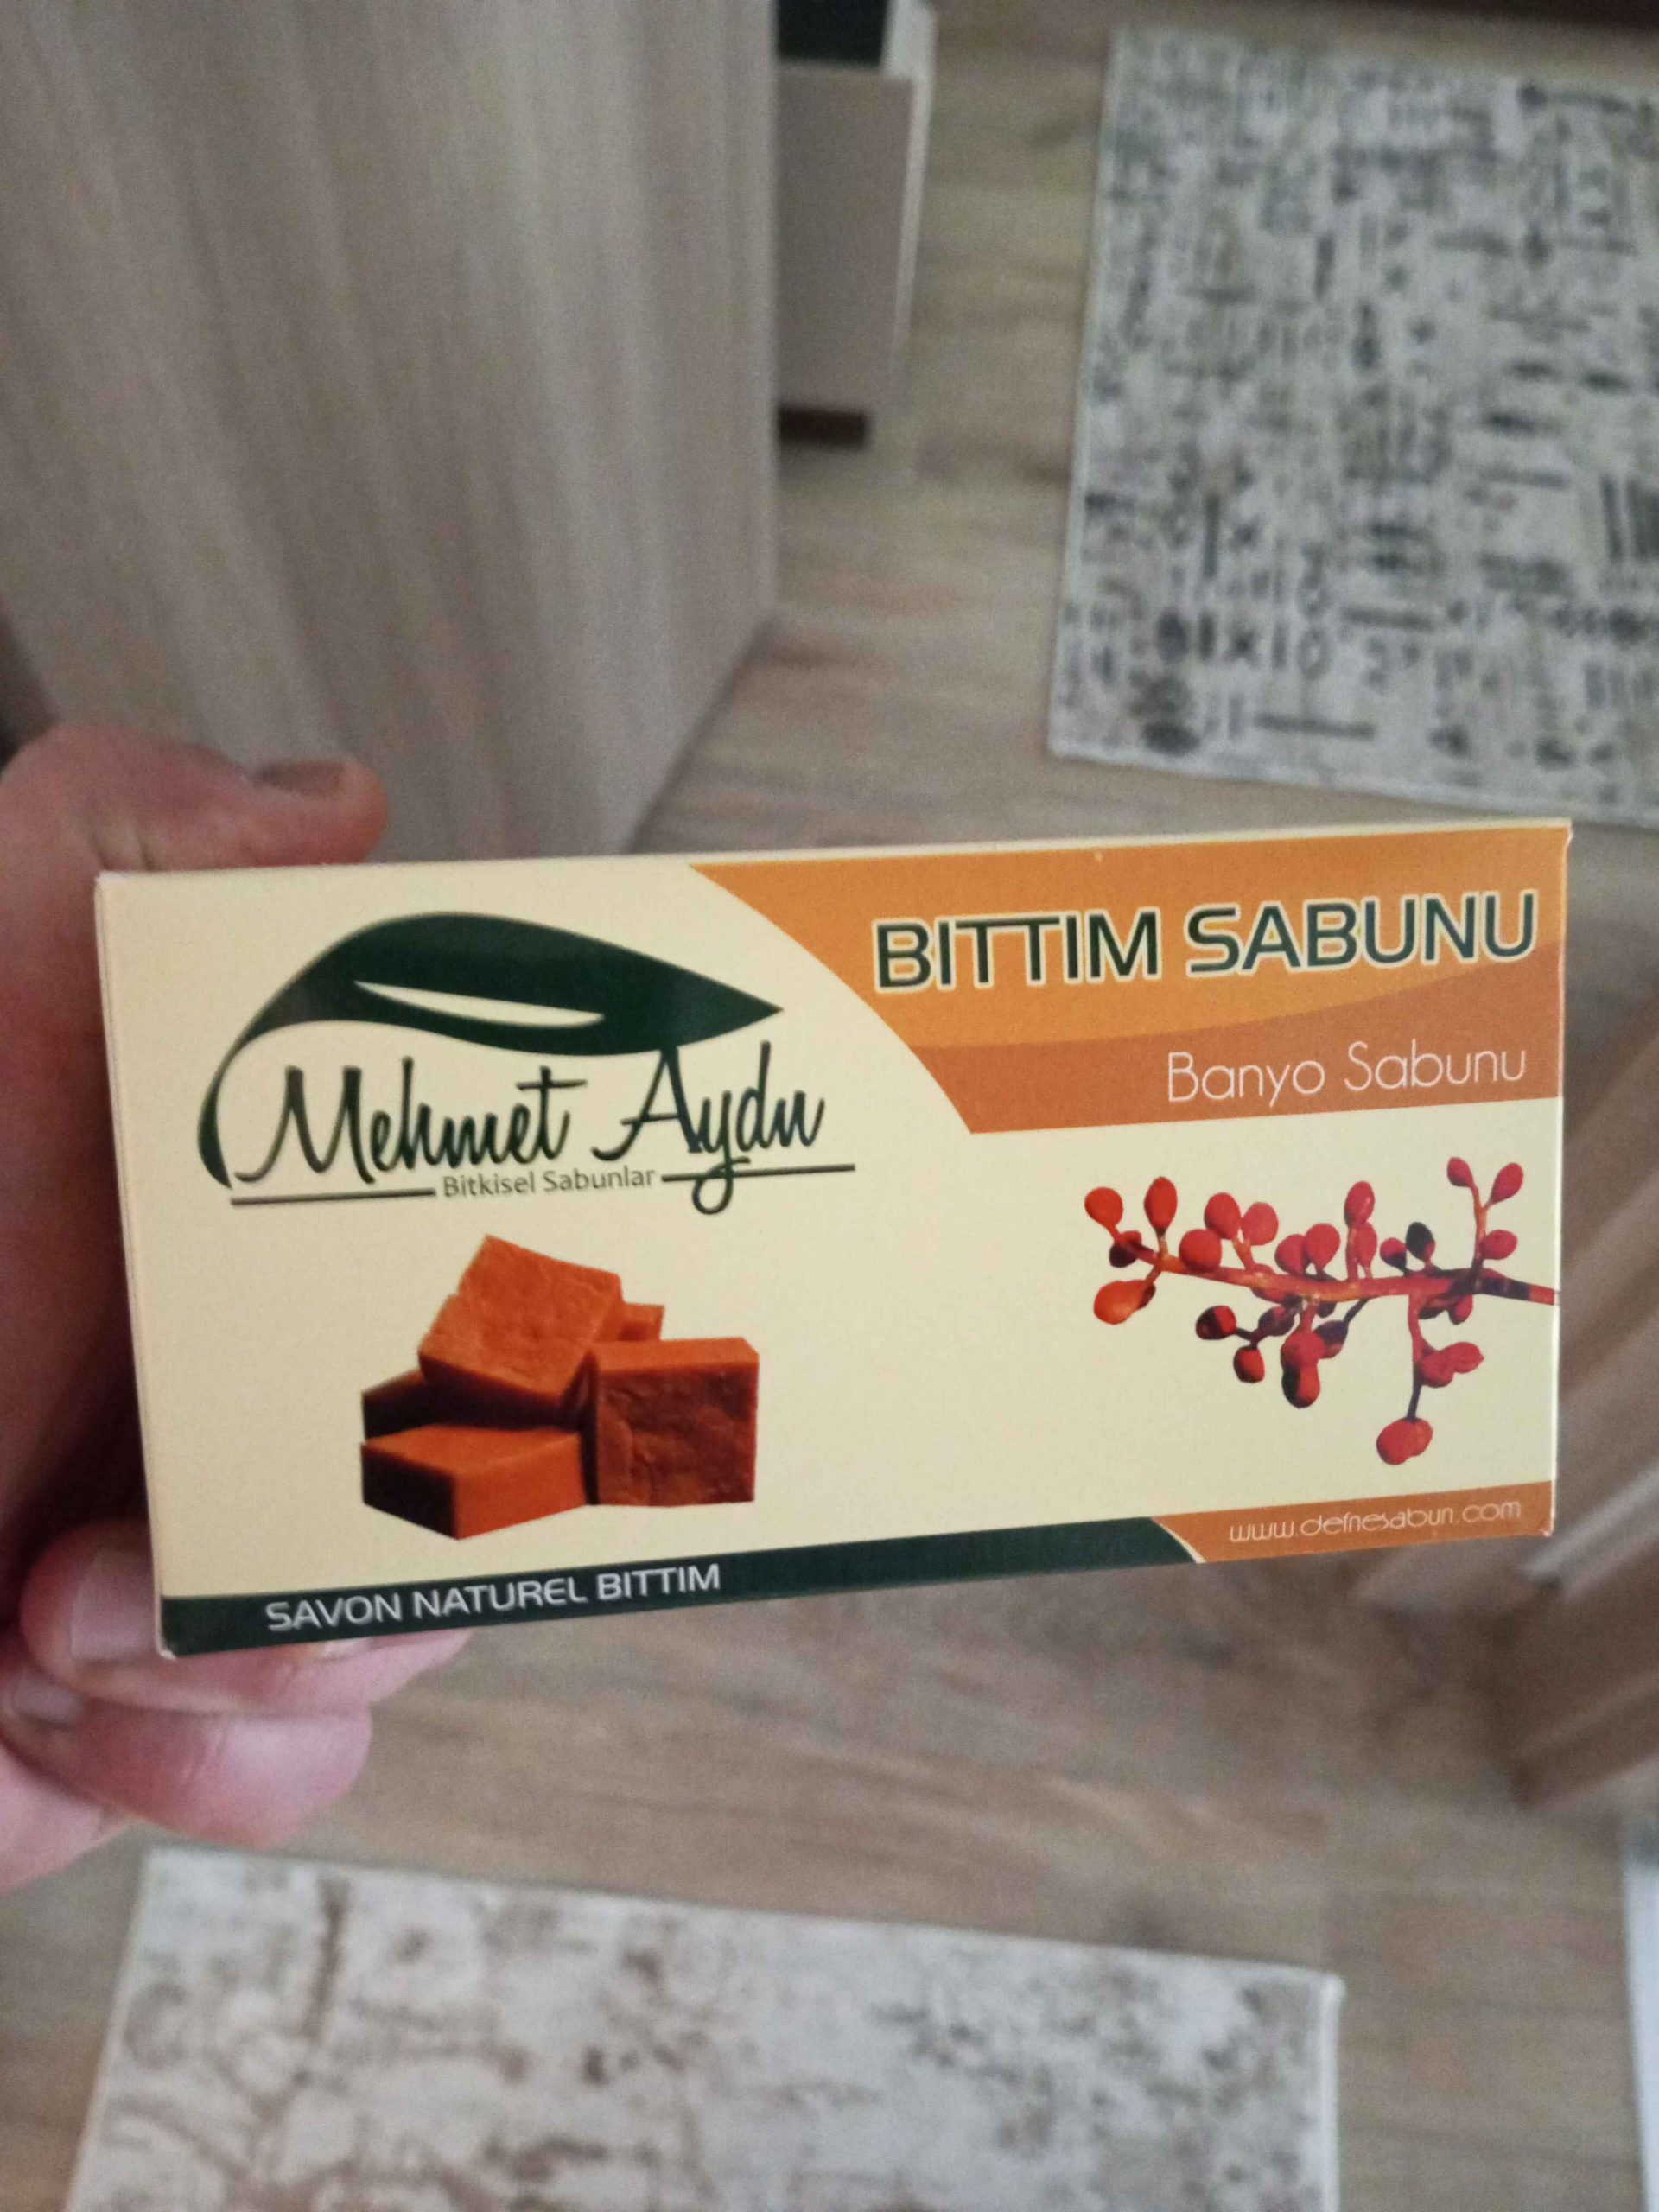 BITTIM SABUNU
Banyo Sabunu
Mehmet Aydın
Bitkisel Sabunlar
www.defnesabun.com
SAVON NATUREL BITTIM